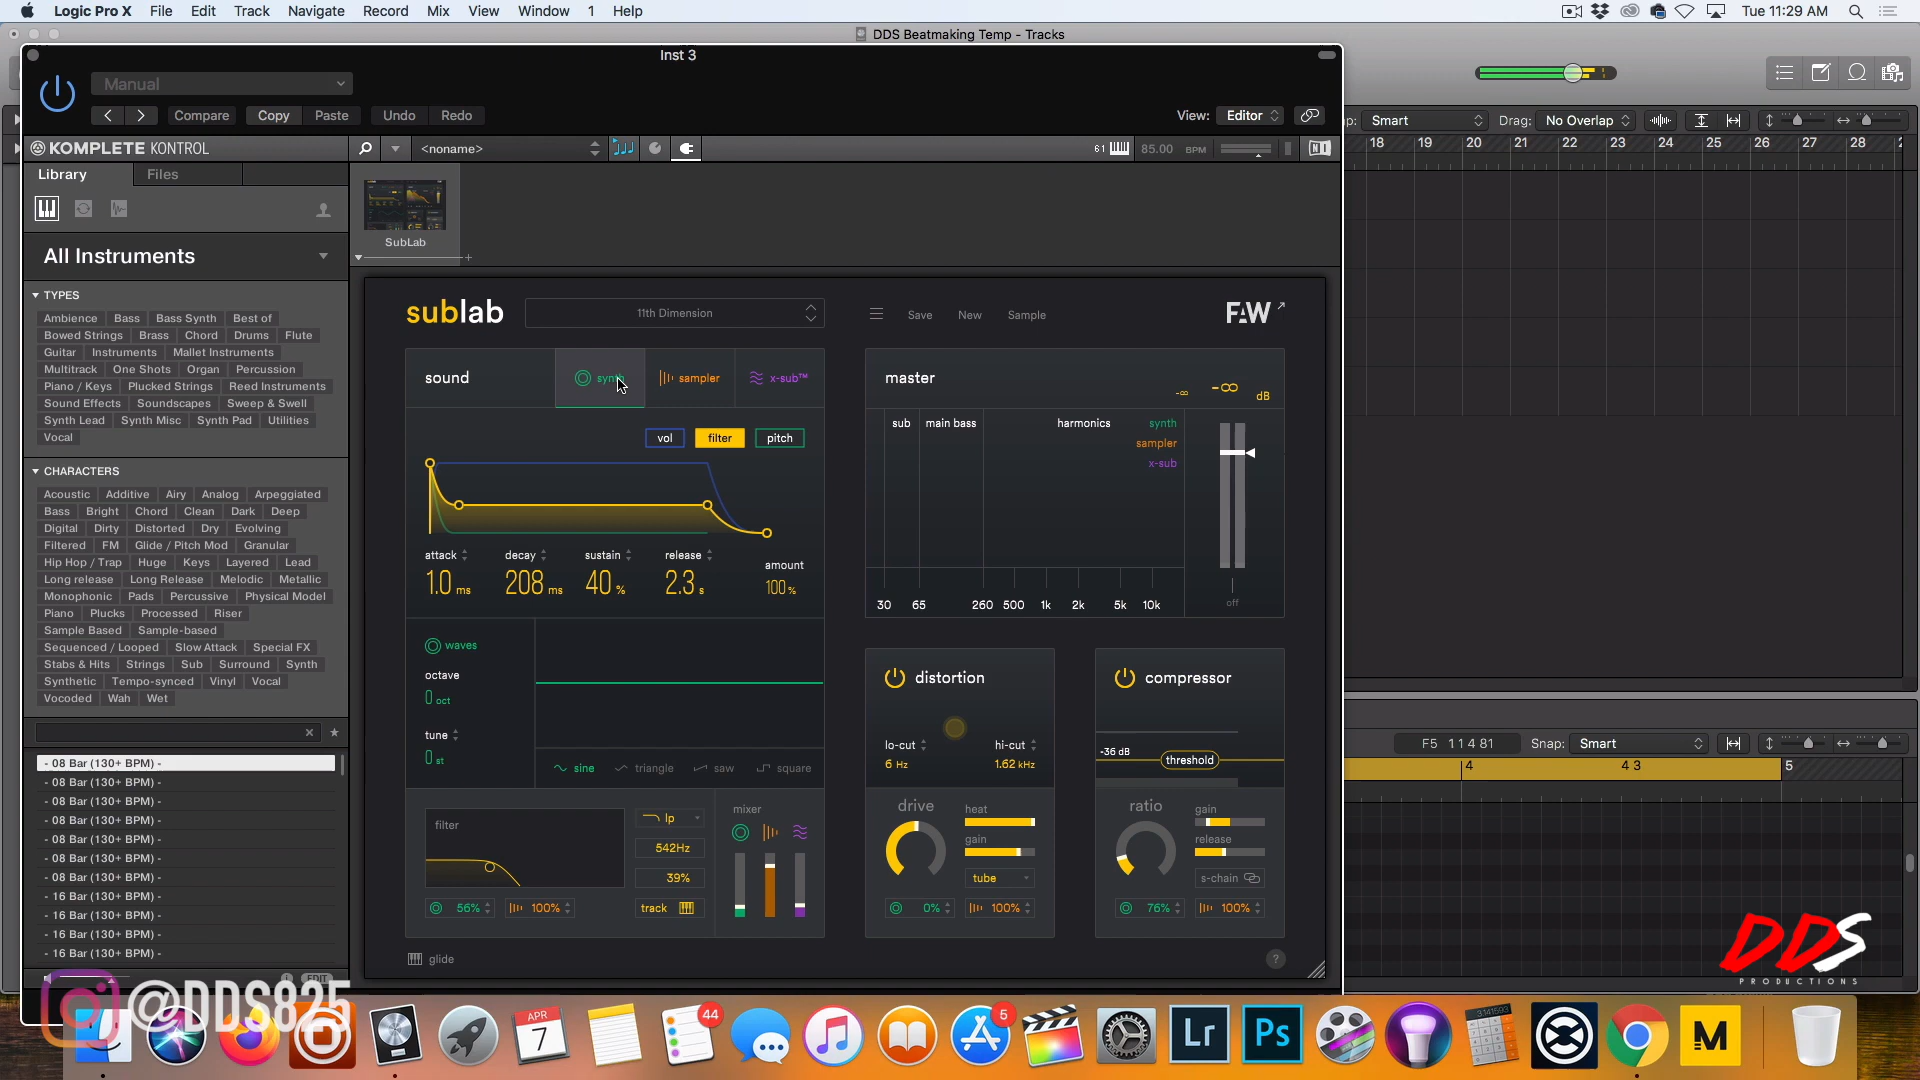 Logic Pro X File Edit Track Navigate Record Mix View Window 1 Help Tue 11:29 AM
DDS Beatmaking Temp - Tracks
Inst 3
Manual
Compare Copy Paste Undo Redo View: Editor
Smart Drag: No Overlap
KOMPLETE KONTROL <noname> 61 85.00 BPM
18 19 20 21 22 23 24 25 26 27 28
Library Files
SubLab
All Instruments
TYPES
Ambience Bass Bass Synth Best of
Bowed Strings Brass Chord Drums Flute
Guitar Instruments Mallet Instruments
Multitrack One Shots Organ Percussion
Piano / Keys Plucked Strings Reed Instruments
Sound Effects Soundscapes Sweep & Swell
Synth Lead Synth Misc Synth Pad Utilities
Vocal
CHARACTERS
Acoustic Additive Airy Analog Arpeggiated
Bass Bright Chord Clean Dark Deep
Digital Dirty Distorted Dry Evolving
Filtered FM Glide / Pitch Mod Granular
Hip Hop / Trap Huge Keys Layered Lead
Long release Long Release Melodic Metallic
Monophonic Pads Percussive Physical Model
Piano Plucks Processed Riser
Sample Based Sample-based
Sequenced / Looped Slow Attack Special FX
Stabs & Hits Strings Sub Surround Synth
Synthetic Tempo-synced Vinyl Vocal
Vocoded Wah Wet
- 08 Bar (130+ BPM) -
- 08 Bar (130+ BPM) -
- 08 Bar (130+ BPM) -
- 08 Bar (130+ BPM) -
- 08 Bar (130+ BPM) -
- 08 Bar (130+ BPM) -
- 08 Bar (130+ BPM) -
- 16 Bar (130+ BPM) -
- 16 Bar (130+ BPM) -
- 16 Bar (130+ BPM) -
- 16 Bar (130+ BPM) -
EDIT
sublab 11th Dimension Save New Sample FAW
sound synth sampler x-sub™
vol filter pitch
attack decay sustain release amount
1.0 ms 208 ms 40 % 2.3 s 100 %
waves
octave
0 oct
tune
0 st
sine triangle saw square
filter lp
542Hz
39%
56% 100% track
mixer
glide
master -∞ -∞ dB
sub main bass harmonics synth
sampler
x-sub
30 65 260 500 1k 2k 5k 10k off
distortion
lo-cut hi-cut
6 Hz 1.62 kHz
drive heat
gain
tube
0% 100%
compressor
-36 dB threshold
ratio gain
release
s-chain
76% 100%
?
F5 1 1 4 81 Snap: Smart
4 4 3 5
DDS
PRODUCTIONS
@DDS825
APR
7
44
5
Lr
Ps
3.141593
M